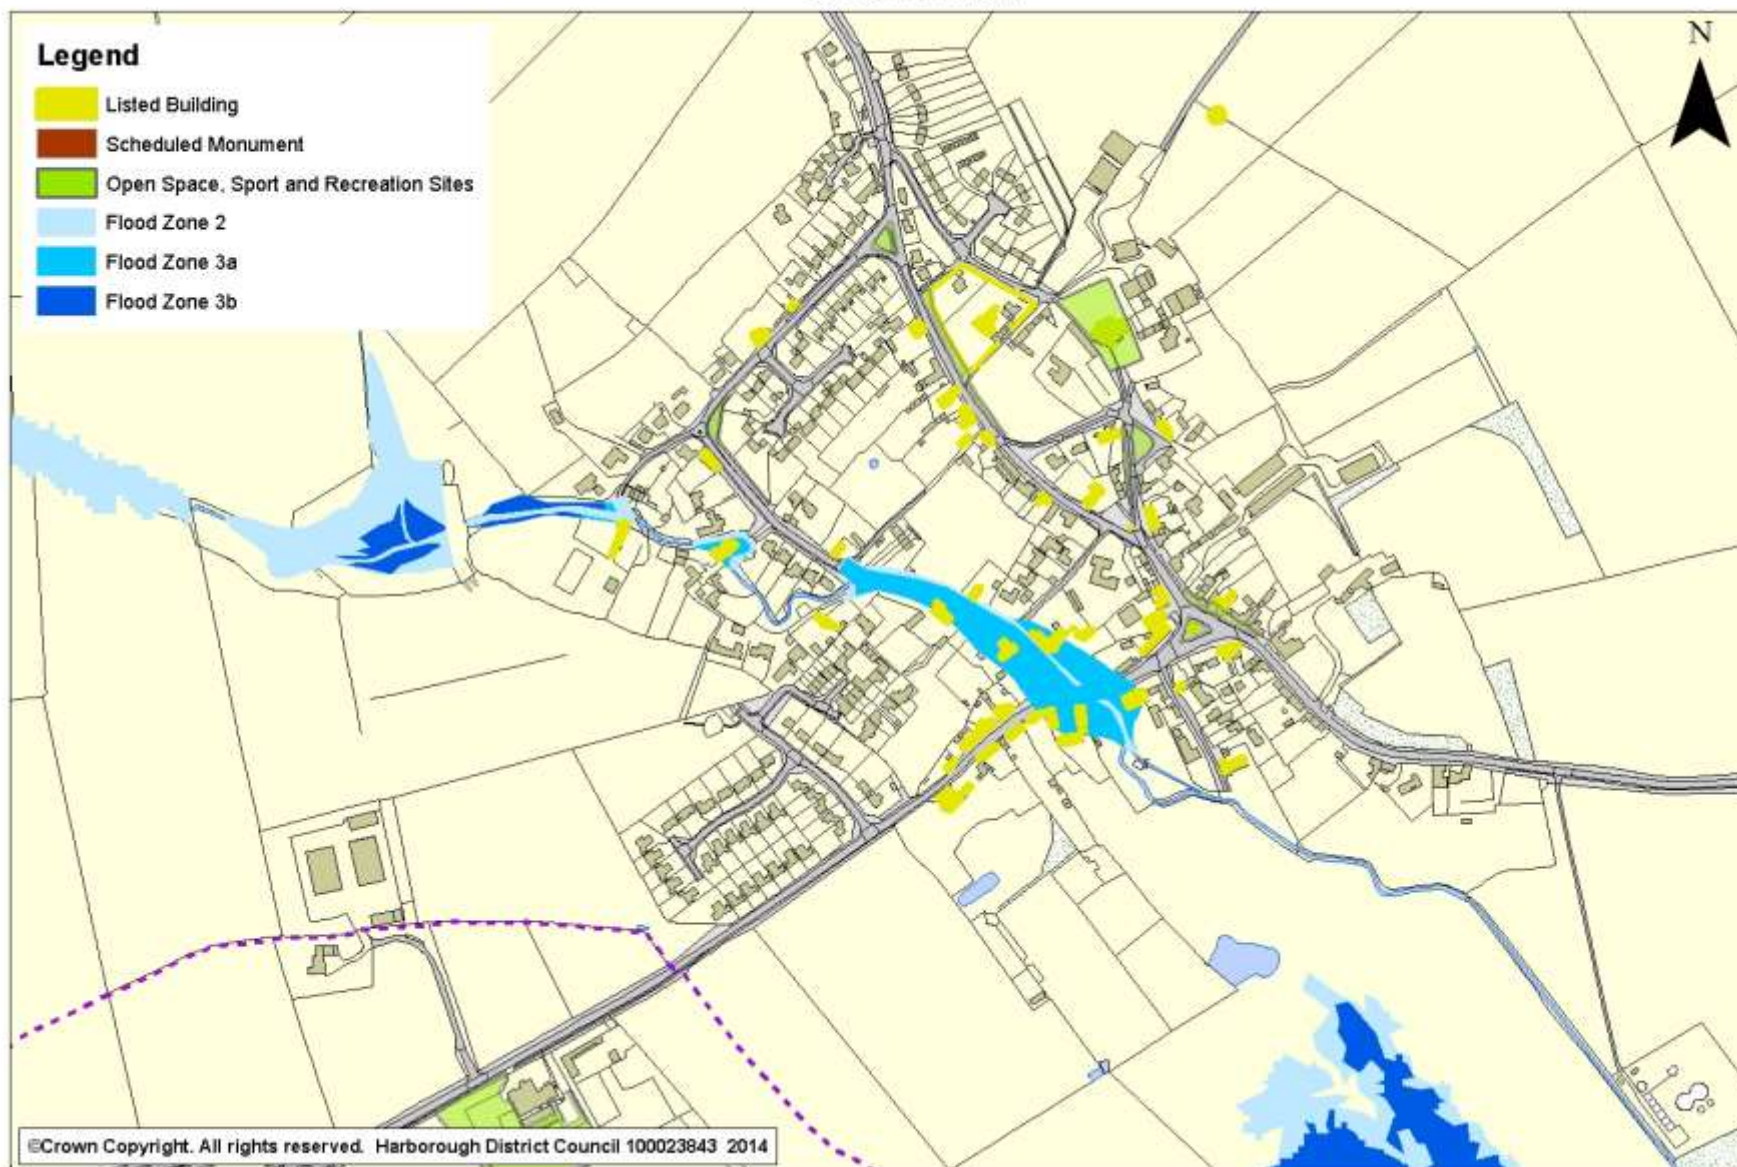 Legend
Listed Building
Scheduled Monument
Open Space, Sport and Recreation Sites
Flood Zone 2
Flood Zone 3a
Flood Zone 3b
N
©Crown Copyright. All rights reserved. Harborough District Council 100023843 2014